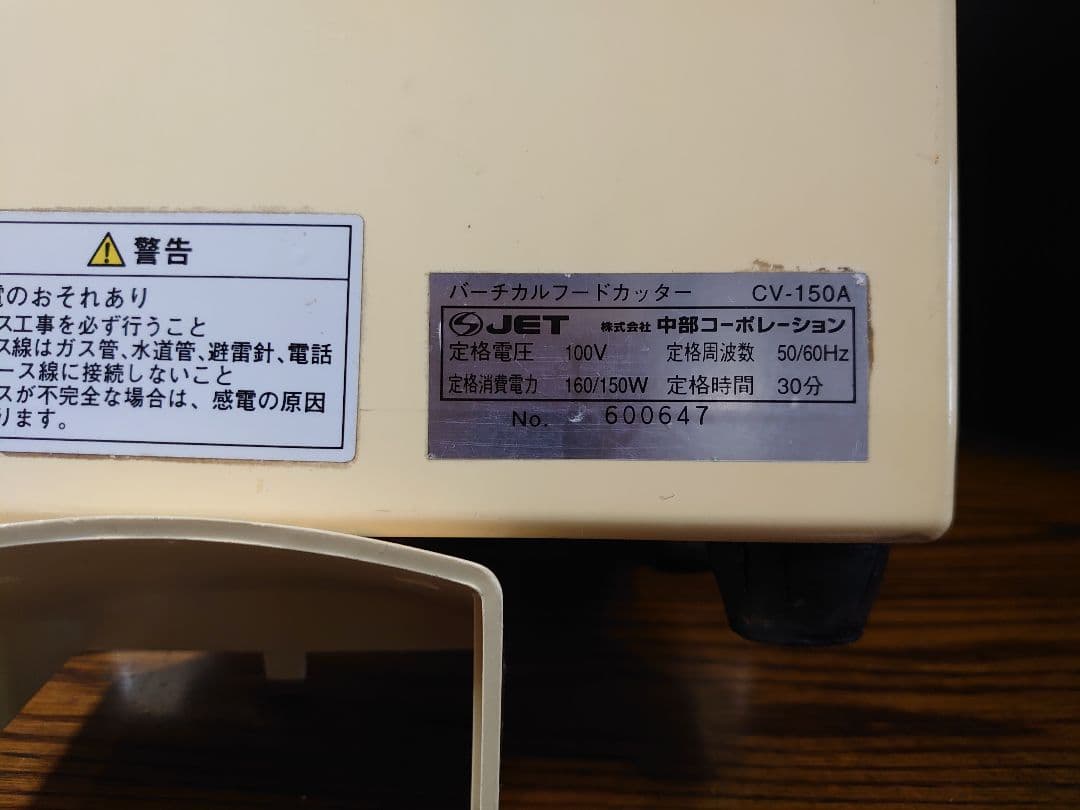 警告
のおそれあり
ス工事を必ず行うこと
ス線はガス管、水道管、避雷針、電話
ース線に接続しないこと
スが不完全な場合は、感電の原因
ります。
バーチカルフードカッター CV-150A
JET 株式会社 中部コーポレーション
定格電圧 100V 定格周波数 50/60Hz
定格消費電力 160/150W 定格時間 30分
No. 600647